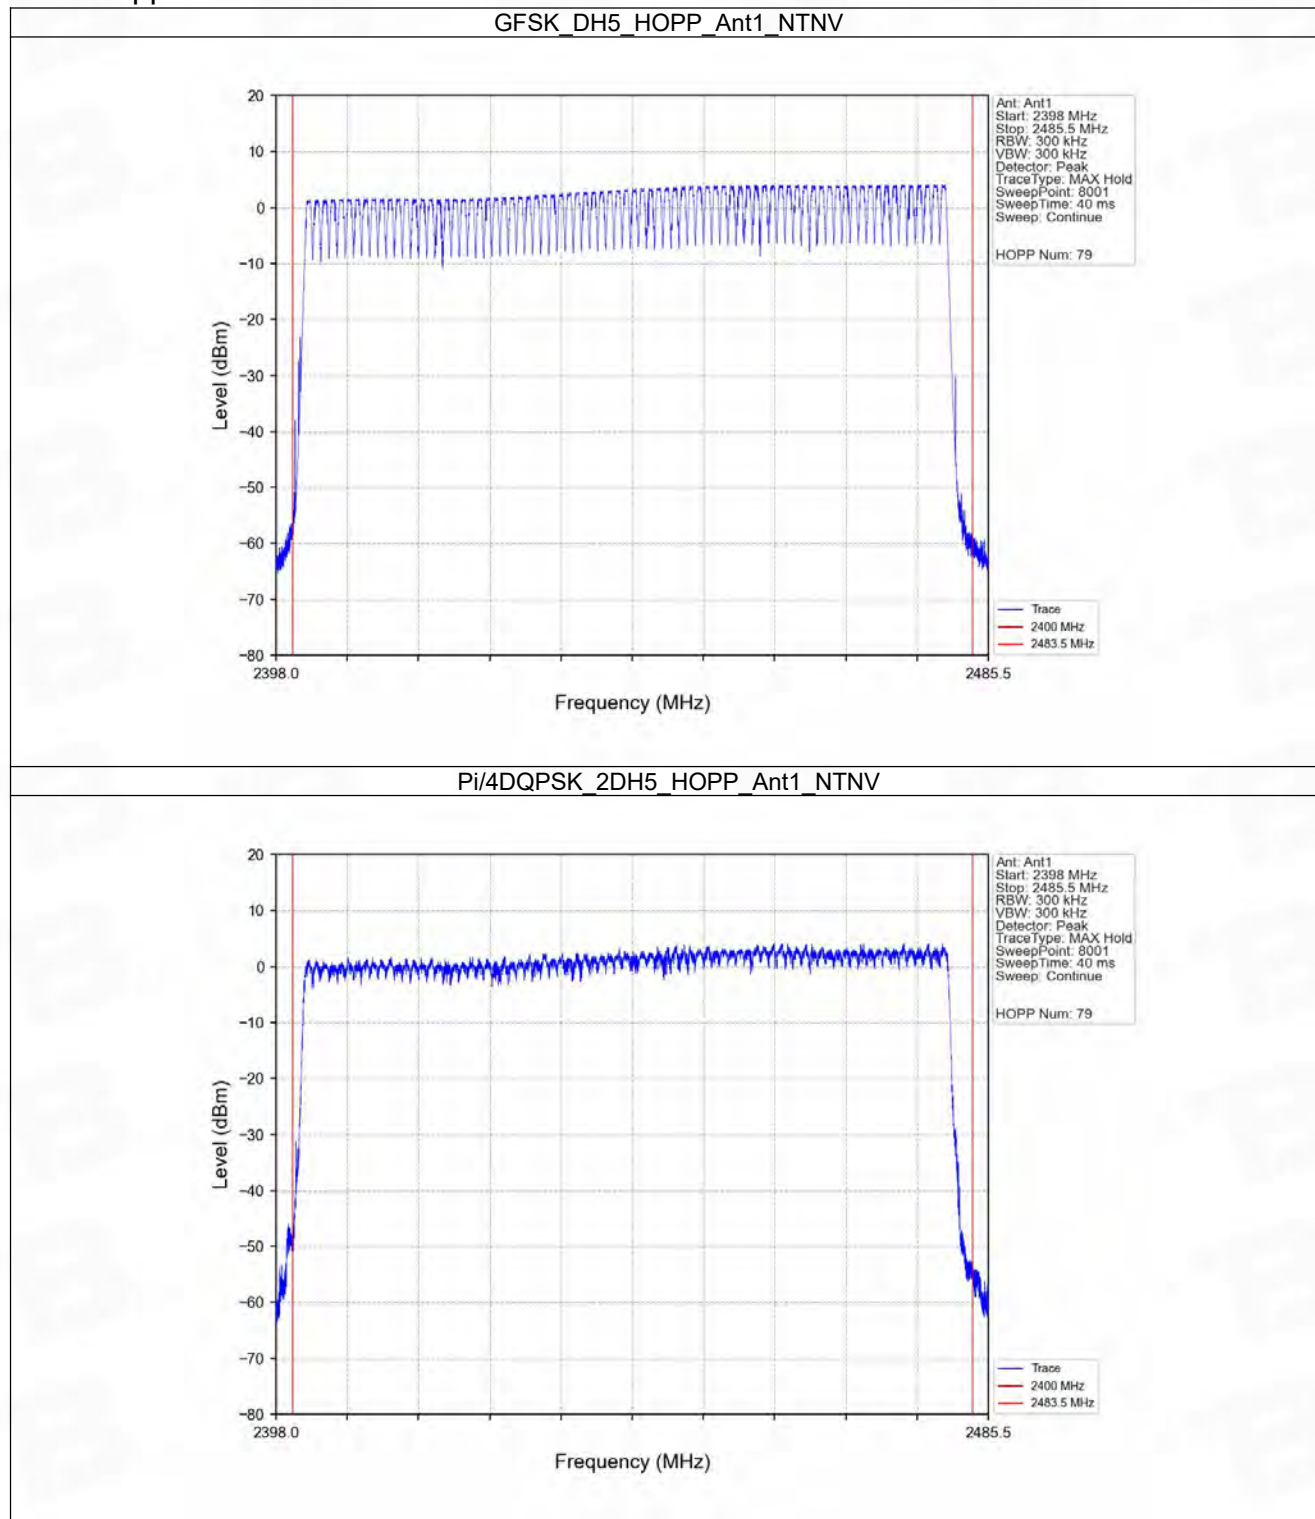 GFSK_DH5_HOPP_Ant1_NTNV
20
10
0
−10
−20
−30
−40
−50
−60
−70
−80
Level (dBm)
2398.0
2485.5
Frequency (MHz)
Ant: Ant1
Start: 2398 MHz
Stop: 2485.5 MHz
RBW: 300 kHz
VBW: 300 kHz
Detector: Peak
TraceType: MAX Hold
SweepPoint: 8001
SweepTime: 40 ms
Sweep: Continue
HOPP Num: 79
Trace
2400 MHz
2483.5 MHz
Pi/4DQPSK_2DH5_HOPP_Ant1_NTNV
20
10
0
−10
−20
−30
−40
−50
−60
−70
−80
Level (dBm)
2398.0
2485.5
Frequency (MHz)
Ant: Ant1
Start: 2398 MHz
Stop: 2485.5 MHz
RBW: 300 kHz
VBW: 300 kHz
Detector: Peak
TraceType: MAX Hold
SweepPoint: 8001
SweepTime: 40 ms
Sweep: Continue
HOPP Num: 79
Trace
2400 MHz
2483.5 MHz